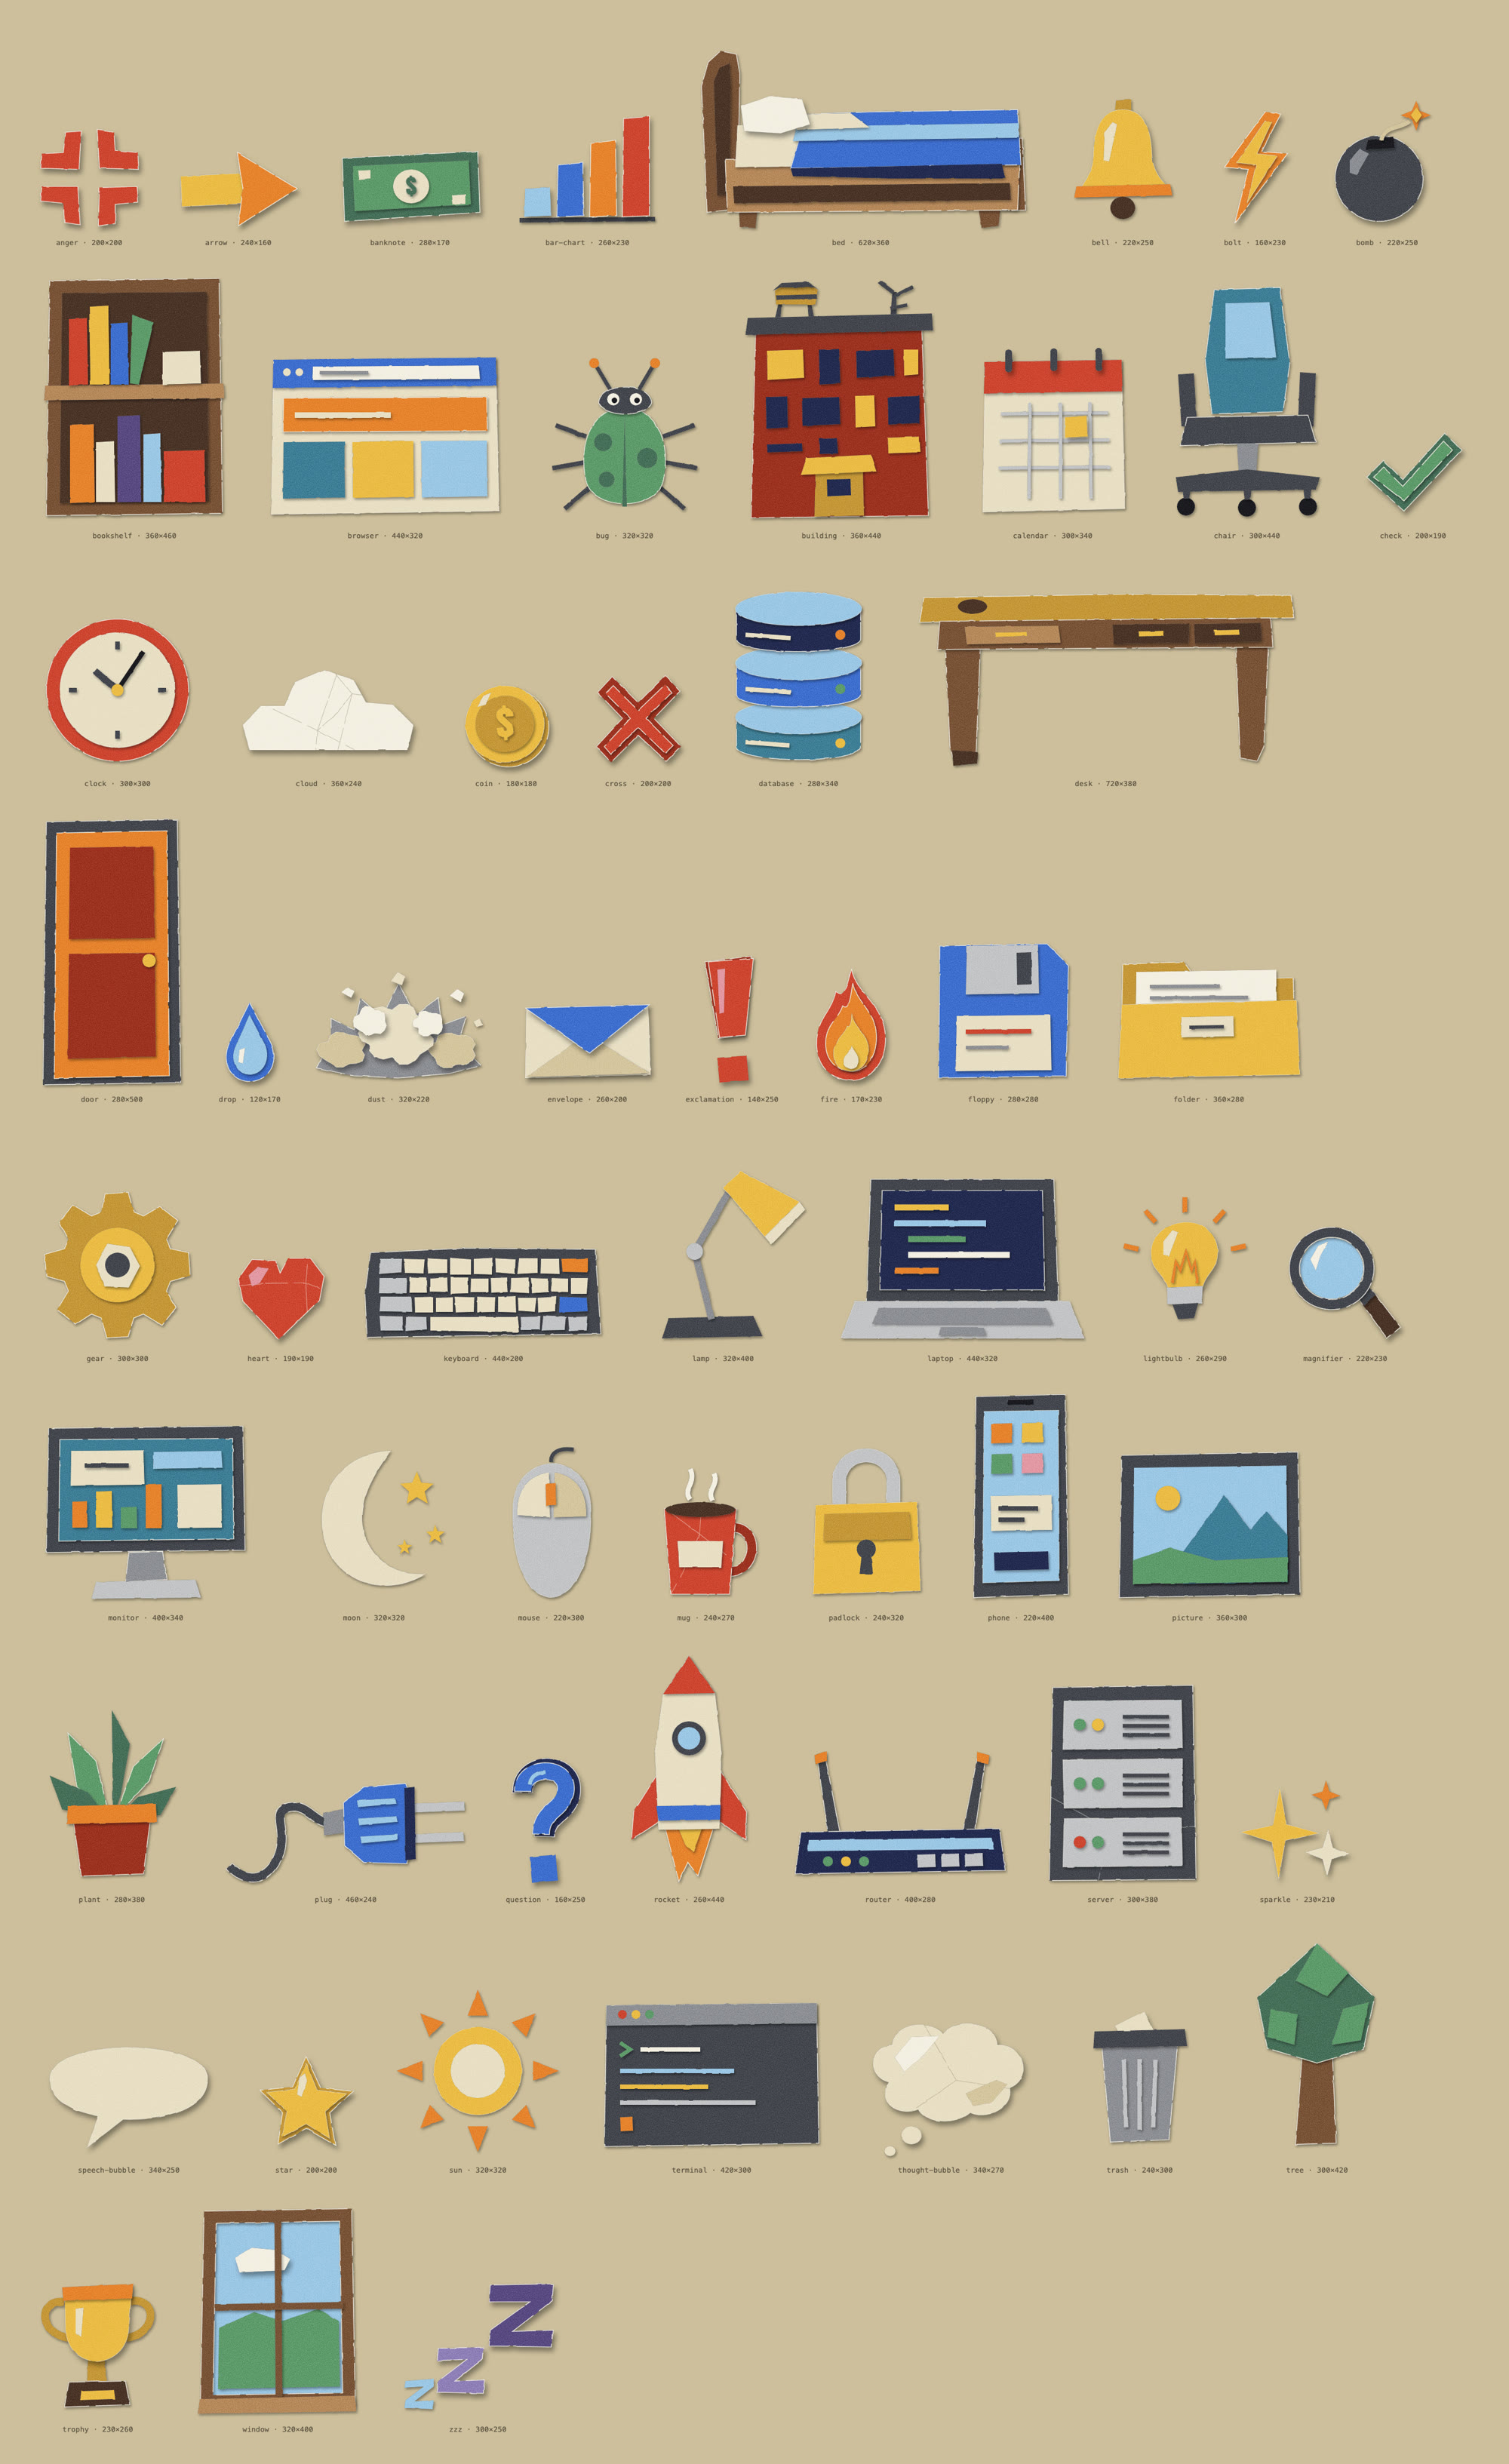 $
anger · 200×200
arrow · 240×160
banknote · 280×170
bar-chart · 260×230
bed · 620×360
bell · 220×250
bolt · 160×230
bomb · 220×250
bookshelf · 360×460
browser · 440×320
bug · 320×320
building · 360×440
calendar · 300×340
chair · 300×440
check · 200×190
$
clock · 300×300
cloud · 360×240
coin · 180×180
cross · 200×200
database · 280×340
desk · 720×380
door · 280×500
drop · 120×170
dust · 320×220
envelope · 260×200
exclamation · 140×250
fire · 170×230
floppy · 280×280
folder · 360×280
gear · 300×300
heart · 190×190
keyboard · 440×200
lamp · 320×400
laptop · 440×320
lightbulb · 260×290
magnifier · 220×230
monitor · 400×340
moon · 320×320
mouse · 220×300
mug · 240×270
padlock · 240×320
phone · 220×400
picture · 360×300
?
plant · 280×380
plug · 460×240
question · 160×250
rocket · 260×440
router · 400×280
server · 300×380
sparkle · 230×210
>
speech-bubble · 340×250
star · 200×200
sun · 320×320
terminal · 420×300
thought-bubble · 340×270
trash · 240×300
tree · 300×420
z z z
trophy · 230×260
window · 320×400
zzz · 300×250